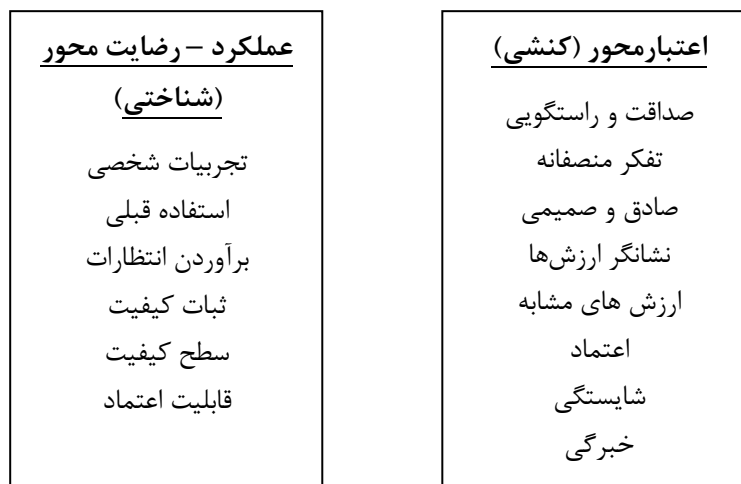 اعتبارمحور (کنشی)
صداقت و راستگویی
تفکر منصفانه
صادق و صمیمی
نشانگر ارزش‌ها
ارزش های مشابه
اعتماد
شایستگی
خبرگی
عملکرد – رضایت محور
(شناختی)
تجربیات شخصی
استفاده قبلی
برآوردن انتظارات
ثبات کیفیت
سطح کیفیت
قابلیت اعتماد